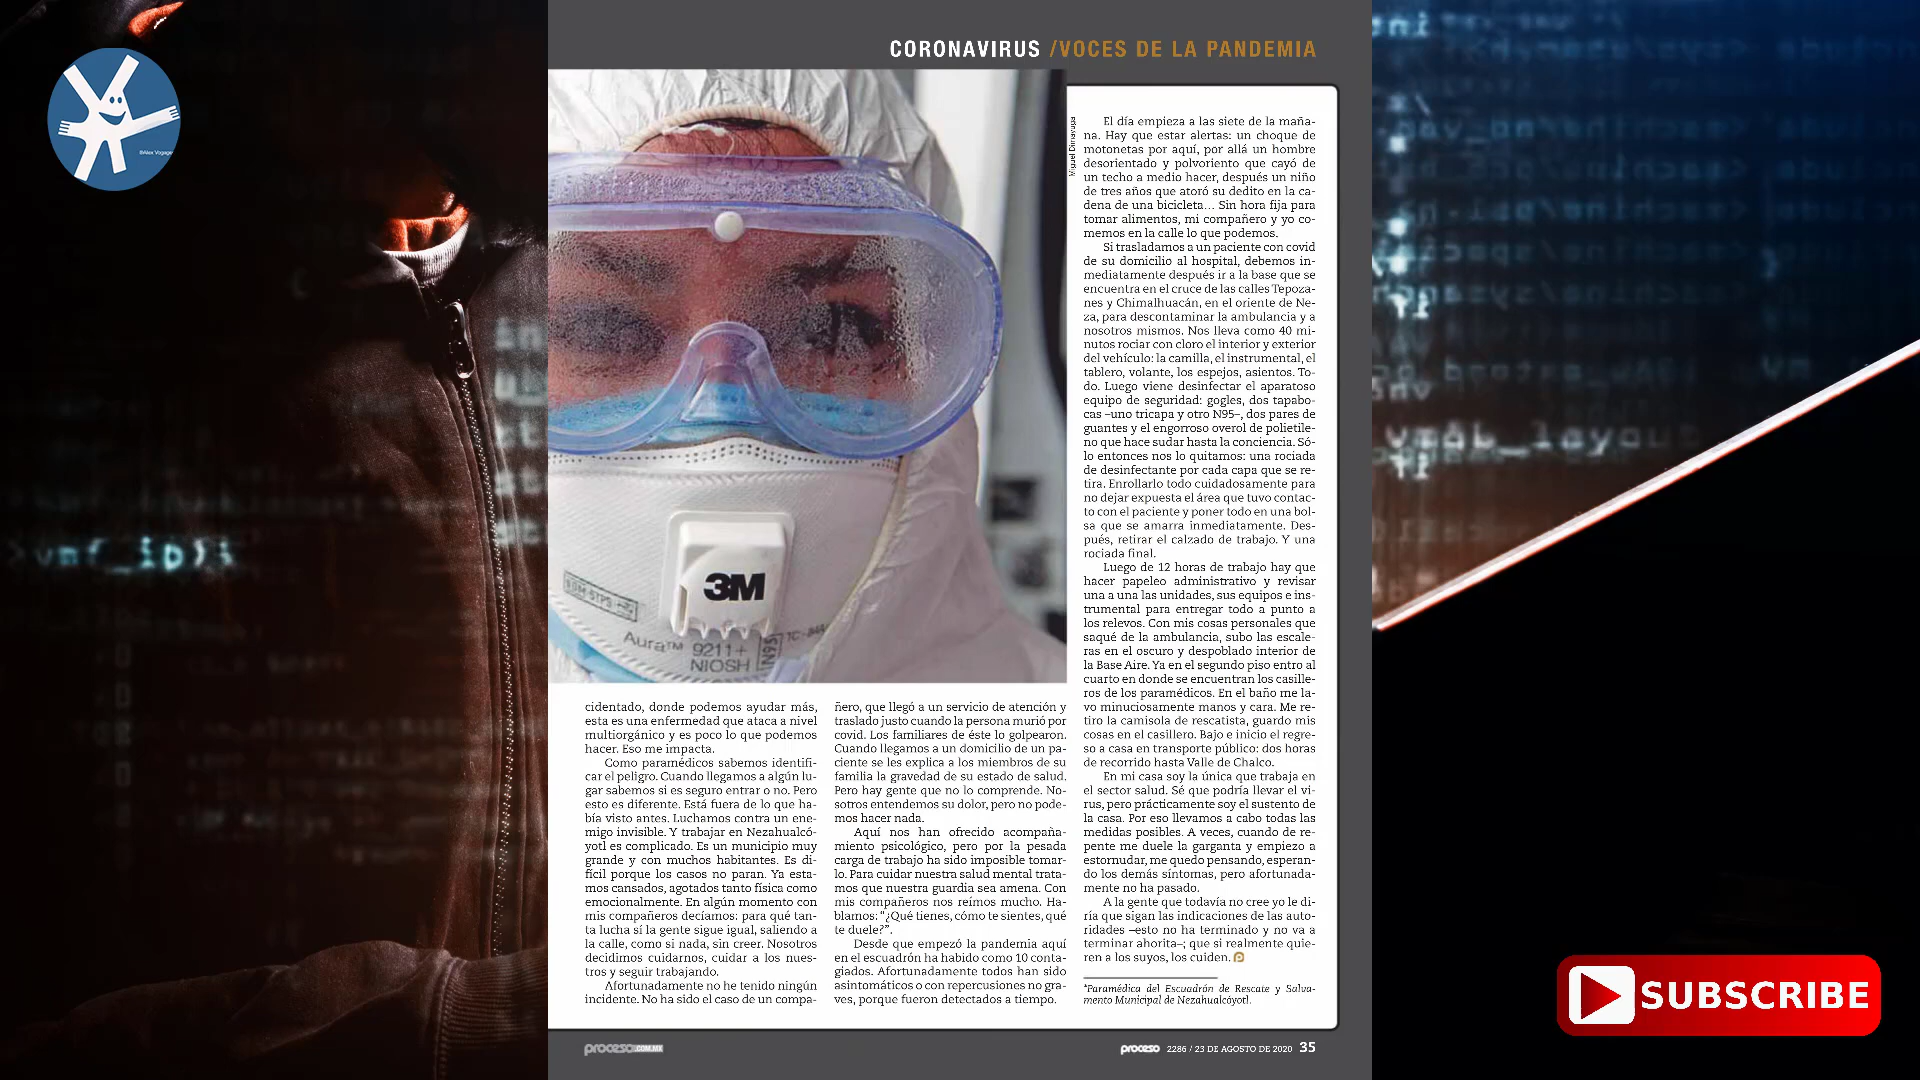 CORONAVIRUS /VOCES DE LA PANDEMIA
©Alex Vogager
Miguel Dimayuga
3M
Aura™ 9211+
NIOSH
N95
cidentado, donde podemos ayudar más,
esta es una enfermedad que ataca a nivel
multiorgánico y es poco lo que podemos
hacer. Eso me impacta.
Como paramédicos sabemos identifi-
car el peligro. Cuando llegamos a algún lu-
gar sabemos si es seguro entrar o no. Pero
esto es diferente. Está fuera de lo que ha-
bía visto antes. Luchamos contra un ene-
migo invisible. Y trabajar en Nezahualcó-
yotl es complicado. Es un municipio muy
grande y con muchos habitantes. Es di-
fícil porque los casos no paran. Ya esta-
mos cansados, agotados tanto física como
emocionalmente. En algún momento con
mis compañeros decíamos: para qué tan-
ta lucha sí la gente sigue igual, saliendo a
la calle, como si nada, sin creer. Nosotros
decidimos cuidarnos, cuidar a los nues-
tros y seguir trabajando.
Afortunadamente no he tenido ningún
incidente. No ha sido el caso de un compa-
ñero, que llegó a un servicio de atención y
traslado justo cuando la persona murió por
covid. Los familiares de éste lo golpearon.
Cuando llegamos a un domicilio de un pa-
ciente se les explica a los miembros de su
familia la gravedad de su estado de salud.
Pero hay gente que no lo comprende. No-
sotros entendemos su dolor, pero no pode-
mos hacer nada.
Aquí nos han ofrecido acompaña-
miento psicológico, pero por la pesada
carga de trabajo ha sido imposible tomar-
lo. Para cuidar nuestra salud mental trata-
mos que nuestra guardia sea amena. Con
mis compañeros nos reímos mucho. Ha-
blamos: "¿Qué tienes, cómo te sientes, qué
te duele?".
Desde que empezó la pandemia aquí
en el escuadrón ha habido como 10 conta-
giados. Afortunadamente todos han sido
asintomáticos o con repercusiones no gra-
ves, porque fueron detectados a tiempo.
El día empieza a las siete de la maña-
na. Hay que estar alertas: un choque de
motonetas por aquí, por allá un hombre
desorientado y polvoriento que cayó de
un techo a medio hacer, después un niño
de tres años que atoró su dedito en la ca-
dena de una bicicleta... Sin hora fija para
tomar alimentos, mi compañero y yo co-
memos en la calle lo que podemos.
Si trasladamos a un paciente con covid
de su domicilio al hospital, debemos in-
mediatamente después ir a la base que se
encuentra en el cruce de las calles Tepoza-
nes y Chimalhuacán, en el oriente de Ne-
za, para descontaminar la ambulancia y a
nosotros mismos. Nos lleva como 40 mi-
nutos rociar con cloro el interior y exterior
del vehículo: la camilla, el instrumental, el
tablero, volante, los espejos, asientos. To-
do. Luego viene desinfectar el aparatoso
equipo de seguridad: gogles, dos tapabo-
cas –uno tricapa y otro N95–, dos pares de
guantes y el engorroso overol de polietile-
no que hace sudar hasta la conciencia. Só-
lo entonces nos lo quitamos: una rociada
de desinfectante por cada capa que se re-
tira. Enrollarlo todo cuidadosamente para
no dejar expuesta el área que tuvo contac-
to con el paciente y poner todo en una bol-
sa que se amarra inmediatamente. Des-
pués, retirar el calzado de trabajo. Y una
rociada final.
Luego de 12 horas de trabajo hay que
hacer papeleo administrativo y revisar
una a una las unidades, sus equipos e ins-
trumental para entregar todo a punto a
los relevos. Con mis cosas personales que
saqué de la ambulancia, subo las escale-
ras en el oscuro y despoblado interior de
la Base Aire. Ya en el segundo piso entro al
cuarto en donde se encuentran los casille-
ros de los paramédicos. En el baño me la-
vo minuciosamente manos y cara. Me re-
tiro la camisola de rescatista, guardo mis
cosas en el casillero. Bajo e inicio el regre-
so a casa en transporte público: dos horas
de recorrido hasta Valle de Chalco.
En mi casa soy la única que trabaja en
el sector salud. Sé que podría llevar el vi-
rus, pero prácticamente soy el sustento de
la casa. Por eso llevamos a cabo todas las
medidas posibles. A veces, cuando de re-
pente me duele la garganta y empiezo a
estornudar, me quedo pensando, esperan-
do los demás síntomas, pero afortunada-
mente no ha pasado.
A la gente que todavía no cree yo le di-
ría que sigan las indicaciones de las auto-
ridades –esto no ha terminado y no va a
terminar ahorita–; que si realmente quie-
ren a los suyos, los cuiden.
*Paramédica del Escuadrón de Rescate y Salva-
mento Municipal de Nezahualcóyotl.
proceso.COM.MX
proceso 2286 / 23 DE AGOSTO DE 2020 35
SUBSCRIBE